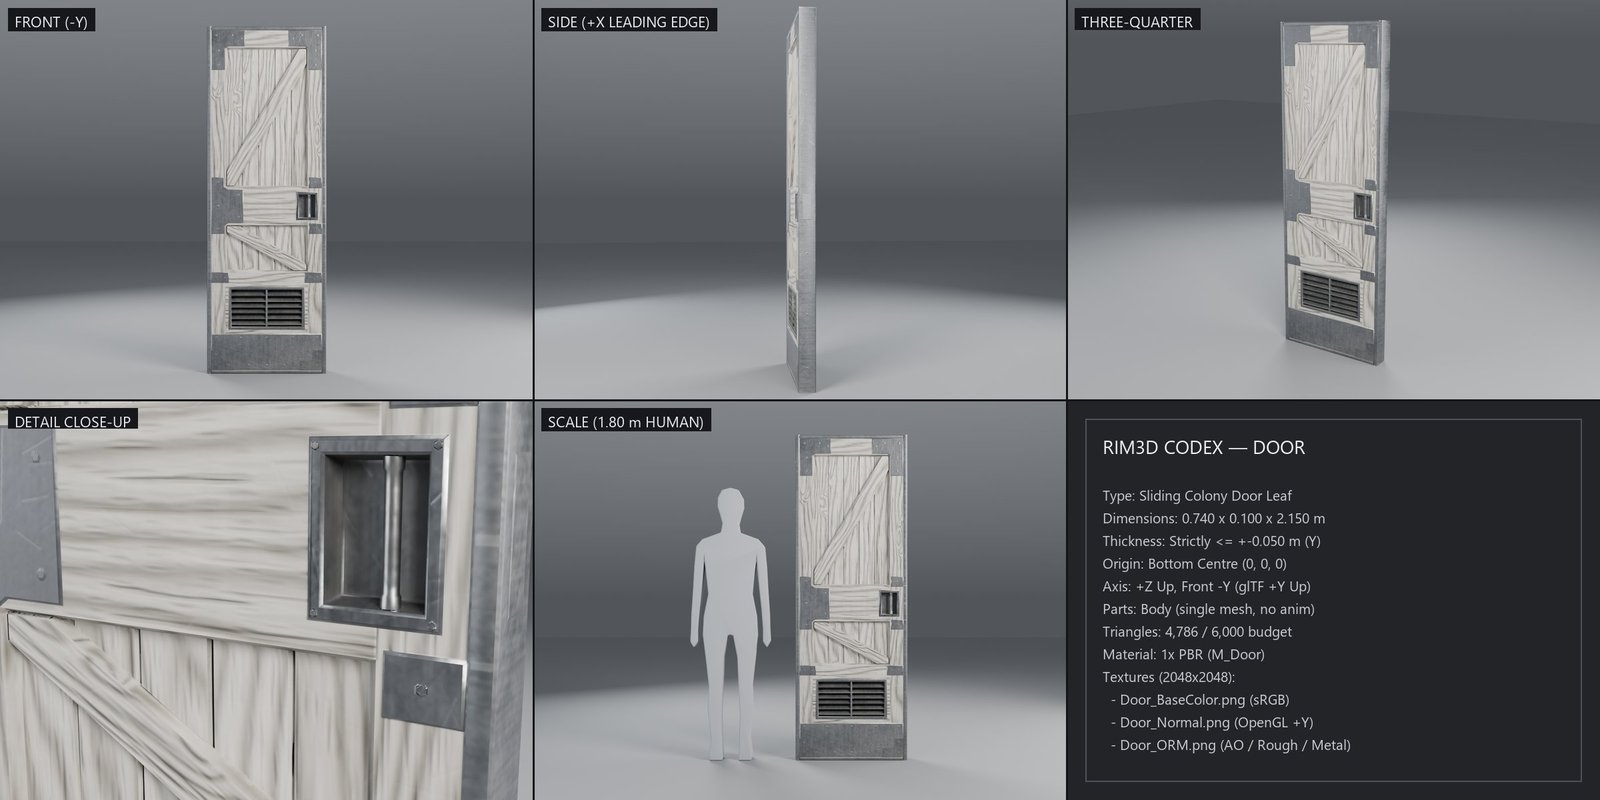 FRONT (-Y)
SIDE (+X LEADING EDGE)
THREE-QUARTER
DETAIL CLOSE-UP
SCALE (1.80 m HUMAN)
RIM3D CODEX — DOOR
Type: Sliding Colony Door Leaf
Dimensions: 0.740 x 0.100 x 2.150 m
Thickness: Strictly <= +-0.050 m (Y)
Origin: Bottom Centre (0, 0, 0)
Axis: +Z Up, Front -Y (glTF +Y Up)
Parts: Body (single mesh, no anim)
Triangles: 4,786 / 6,000 budget
Material: 1x PBR (M_Door)
Textures (2048x2048):
- Door_BaseColor.png (sRGB)
- Door_Normal.png (OpenGL +Y)
- Door_ORM.png (AO / Rough / Metal)